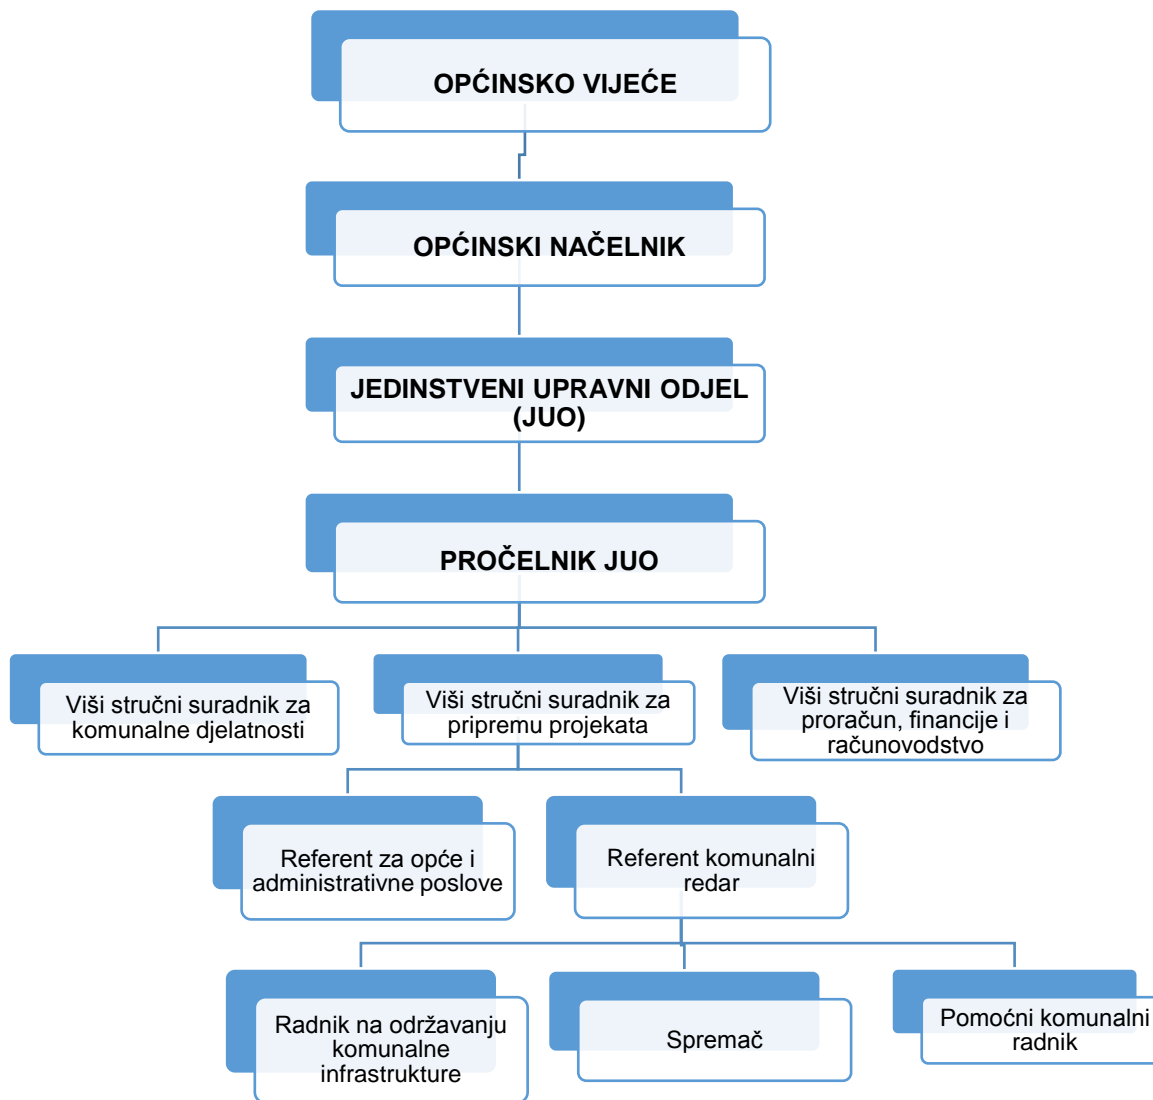 OPĆINSKO VIJEĆE
OPĆINSKI NAČELNIK
JEDINSTVENI UPRAVNI ODJEL
(JUO)
PROČELNIK JUO
Viši stručni suradnik za
komunalne djelatnosti
Viši stručni suradnik za
pripremu projekata
Viši stručni suradnik za
proračun, financije i
računovodstvo
Referent za opće i
administrativne poslove
Referent komunalni
redar
Radnik na održavanju
komunalne
infrastrukture
Spremač
Pomoćni komunalni
radnik